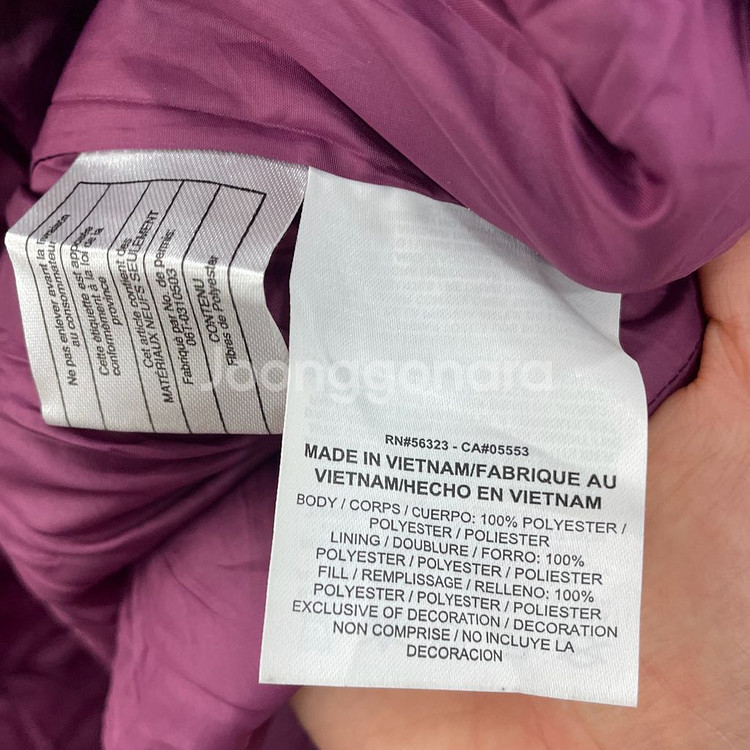 Ne pas enlever avant la livraison
au consommateur
Cette étiquette est apposée
conformément à la loi de la
province
Cet article contient des
MATÉRIAUX NEUFS SEULEMENT
Fabriqué par No. de permis:
06T-0310503
CONTENU
Fibres de Polyester
Joonggonara
RN#56323 - CA#05553
MADE IN VIETNAM/FABRIQUE AU
VIETNAM/HECHO EN VIETNAM
BODY / CORPS / CUERPO: 100% POLYESTER /
POLYESTER / POLIESTER
LINING / DOUBLURE / FORRO: 100%
POLYESTER / POLYESTER / POLIESTER
FILL / REMPLISSAGE / RELLENO: 100%
POLYESTER / POLYESTER / POLIESTER
EXCLUSIVE OF DECORATION / DECORATION
NON COMPRISE / NO INCLUYE LA
DECORACION